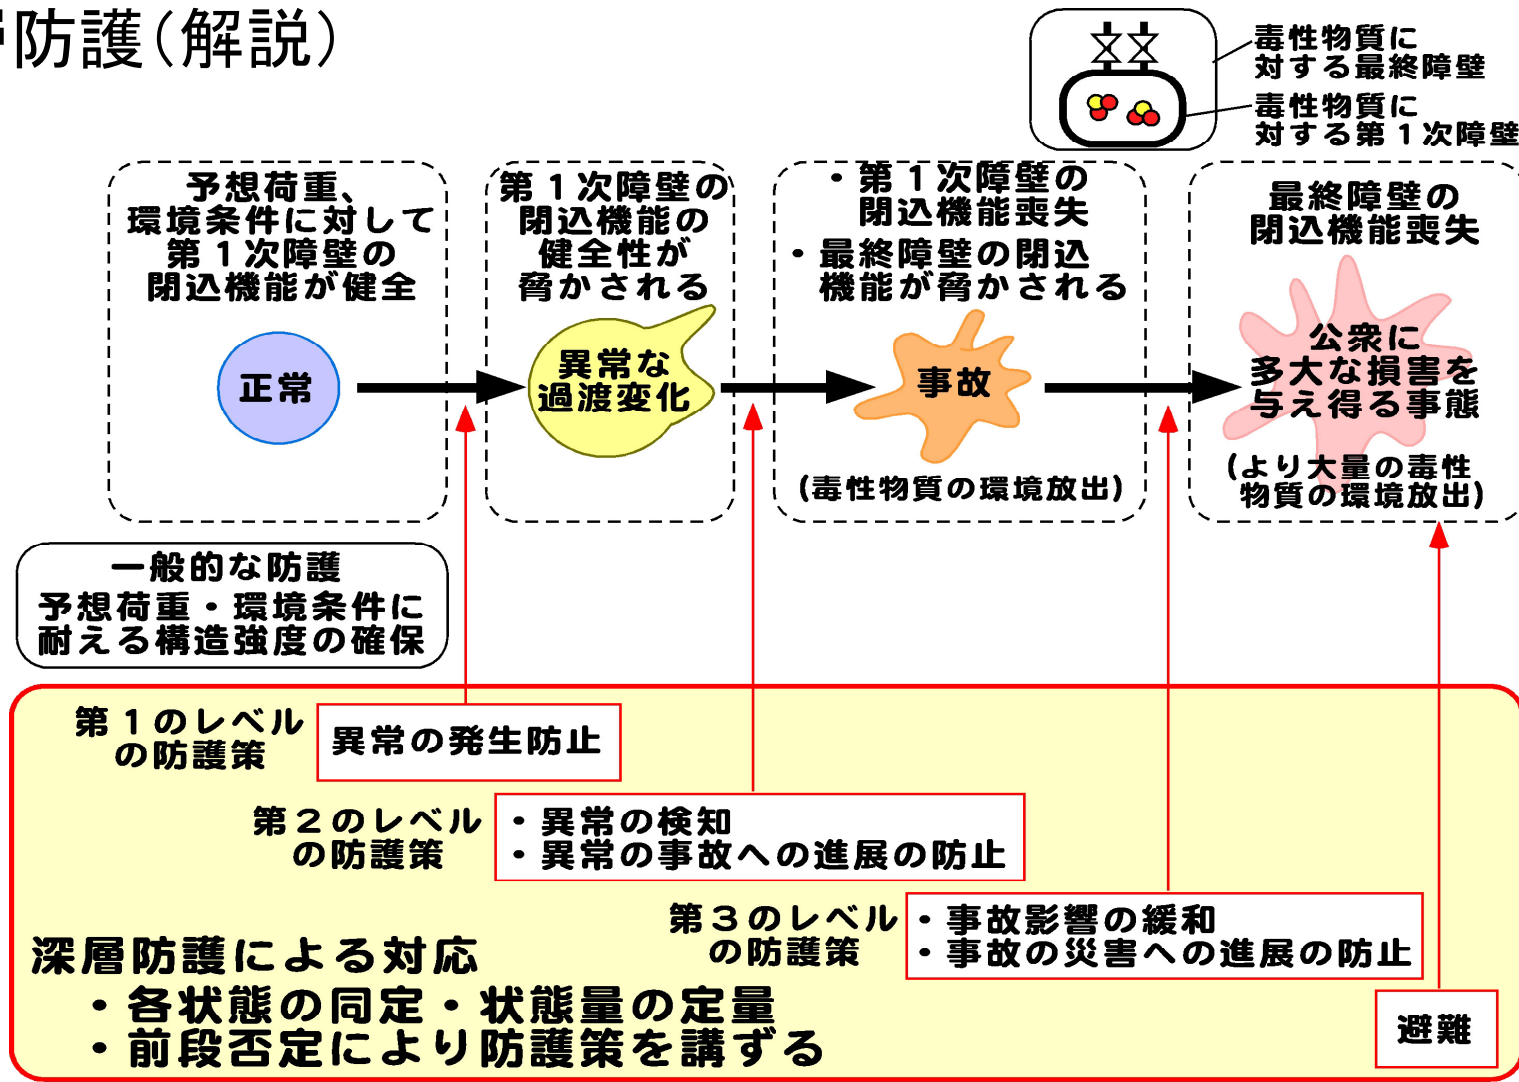 防護(解説)
毒性物質に
対する最終障壁
毒性物質に
対する第1次障壁
予想荷重、
環境条件に対して
第1次障壁の
閉込機能が健全
正常
第1次障壁の
閉込機能の
健全性が
脅かされる
異常な
過渡変化
・第1次障壁の
閉込機能喪失
・最終障壁の閉込
機能が脅かされる
事故
(毒性物質の環境放出)
最終障壁の
閉込機能喪失
公衆に
多大な損害を
与え得る事態
(より大量の毒性
物質の環境放出)
一般的な防護
予想荷重・環境条件に
耐える構造強度の確保
第1のレベル
の防護策
異常の発生防止
第2のレベル
の防護策
・異常の検知
・異常の事故への進展の防止
第3のレベル
の防護策
・事故影響の緩和
・事故の災害への進展の防止
深層防護による対応
・各状態の同定・状態量の定量
・前段否定により防護策を講ずる
避難